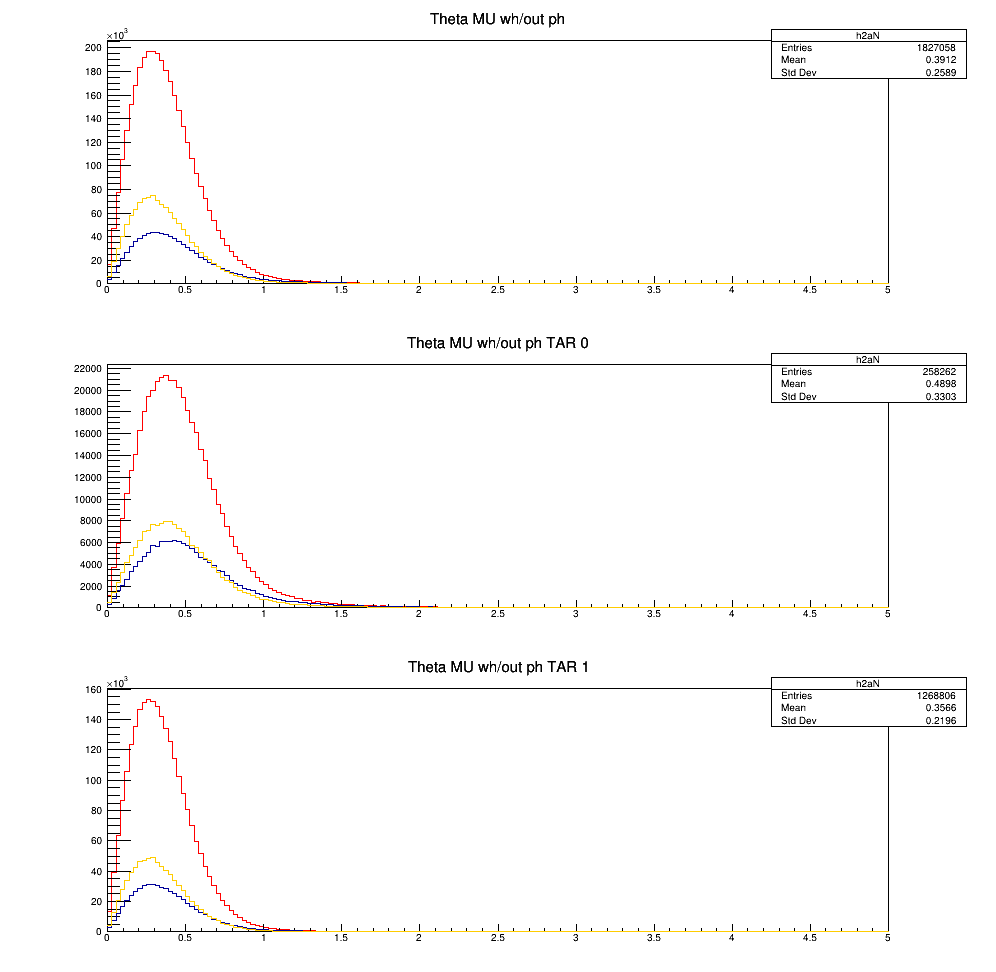 Theta MU wh/out ph
×10³
h2aN
Entries 1827058
Mean 0.3912
Std Dev 0.2589
200
180
160
140
120
100
80
60
40
20
0
0 0.5 1 1.5 2 2.5 3 3.5 4 4.5 5
Theta MU wh/out ph TAR 0
h2aN
Entries 258262
Mean 0.4898
Std Dev 0.3303
22000
20000
18000
16000
14000
12000
10000
8000
6000
4000
2000
0
0 0.5 1 1.5 2 2.5 3 3.5 4 4.5 5
Theta MU wh/out ph TAR 1
×10³
h2aN
Entries 1268806
Mean 0.3566
Std Dev 0.2196
160
140
120
100
80
60
40
20
0
0 0.5 1 1.5 2 2.5 3 3.5 4 4.5 5